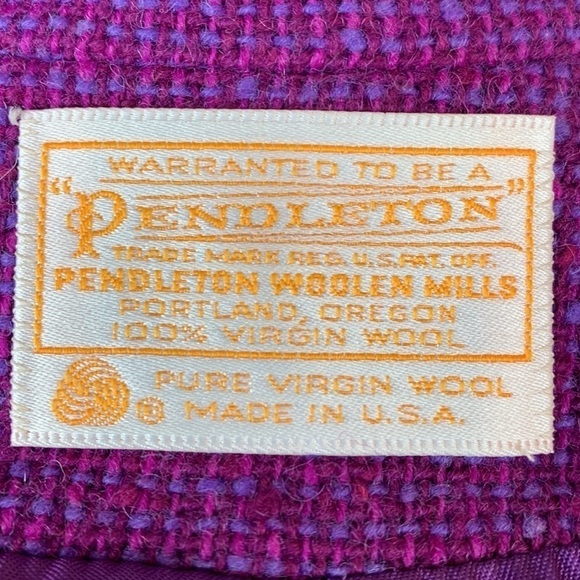 WARRANTED TO BE A
"PENDLETON"
TRADE MARK REG. U.S. PAT. OFF.
PENDLETON WOOLEN MILLS
PORTLAND, OREGON
100% VIRGIN WOOL
® PURE VIRGIN WOOL
MADE IN U.S.A.